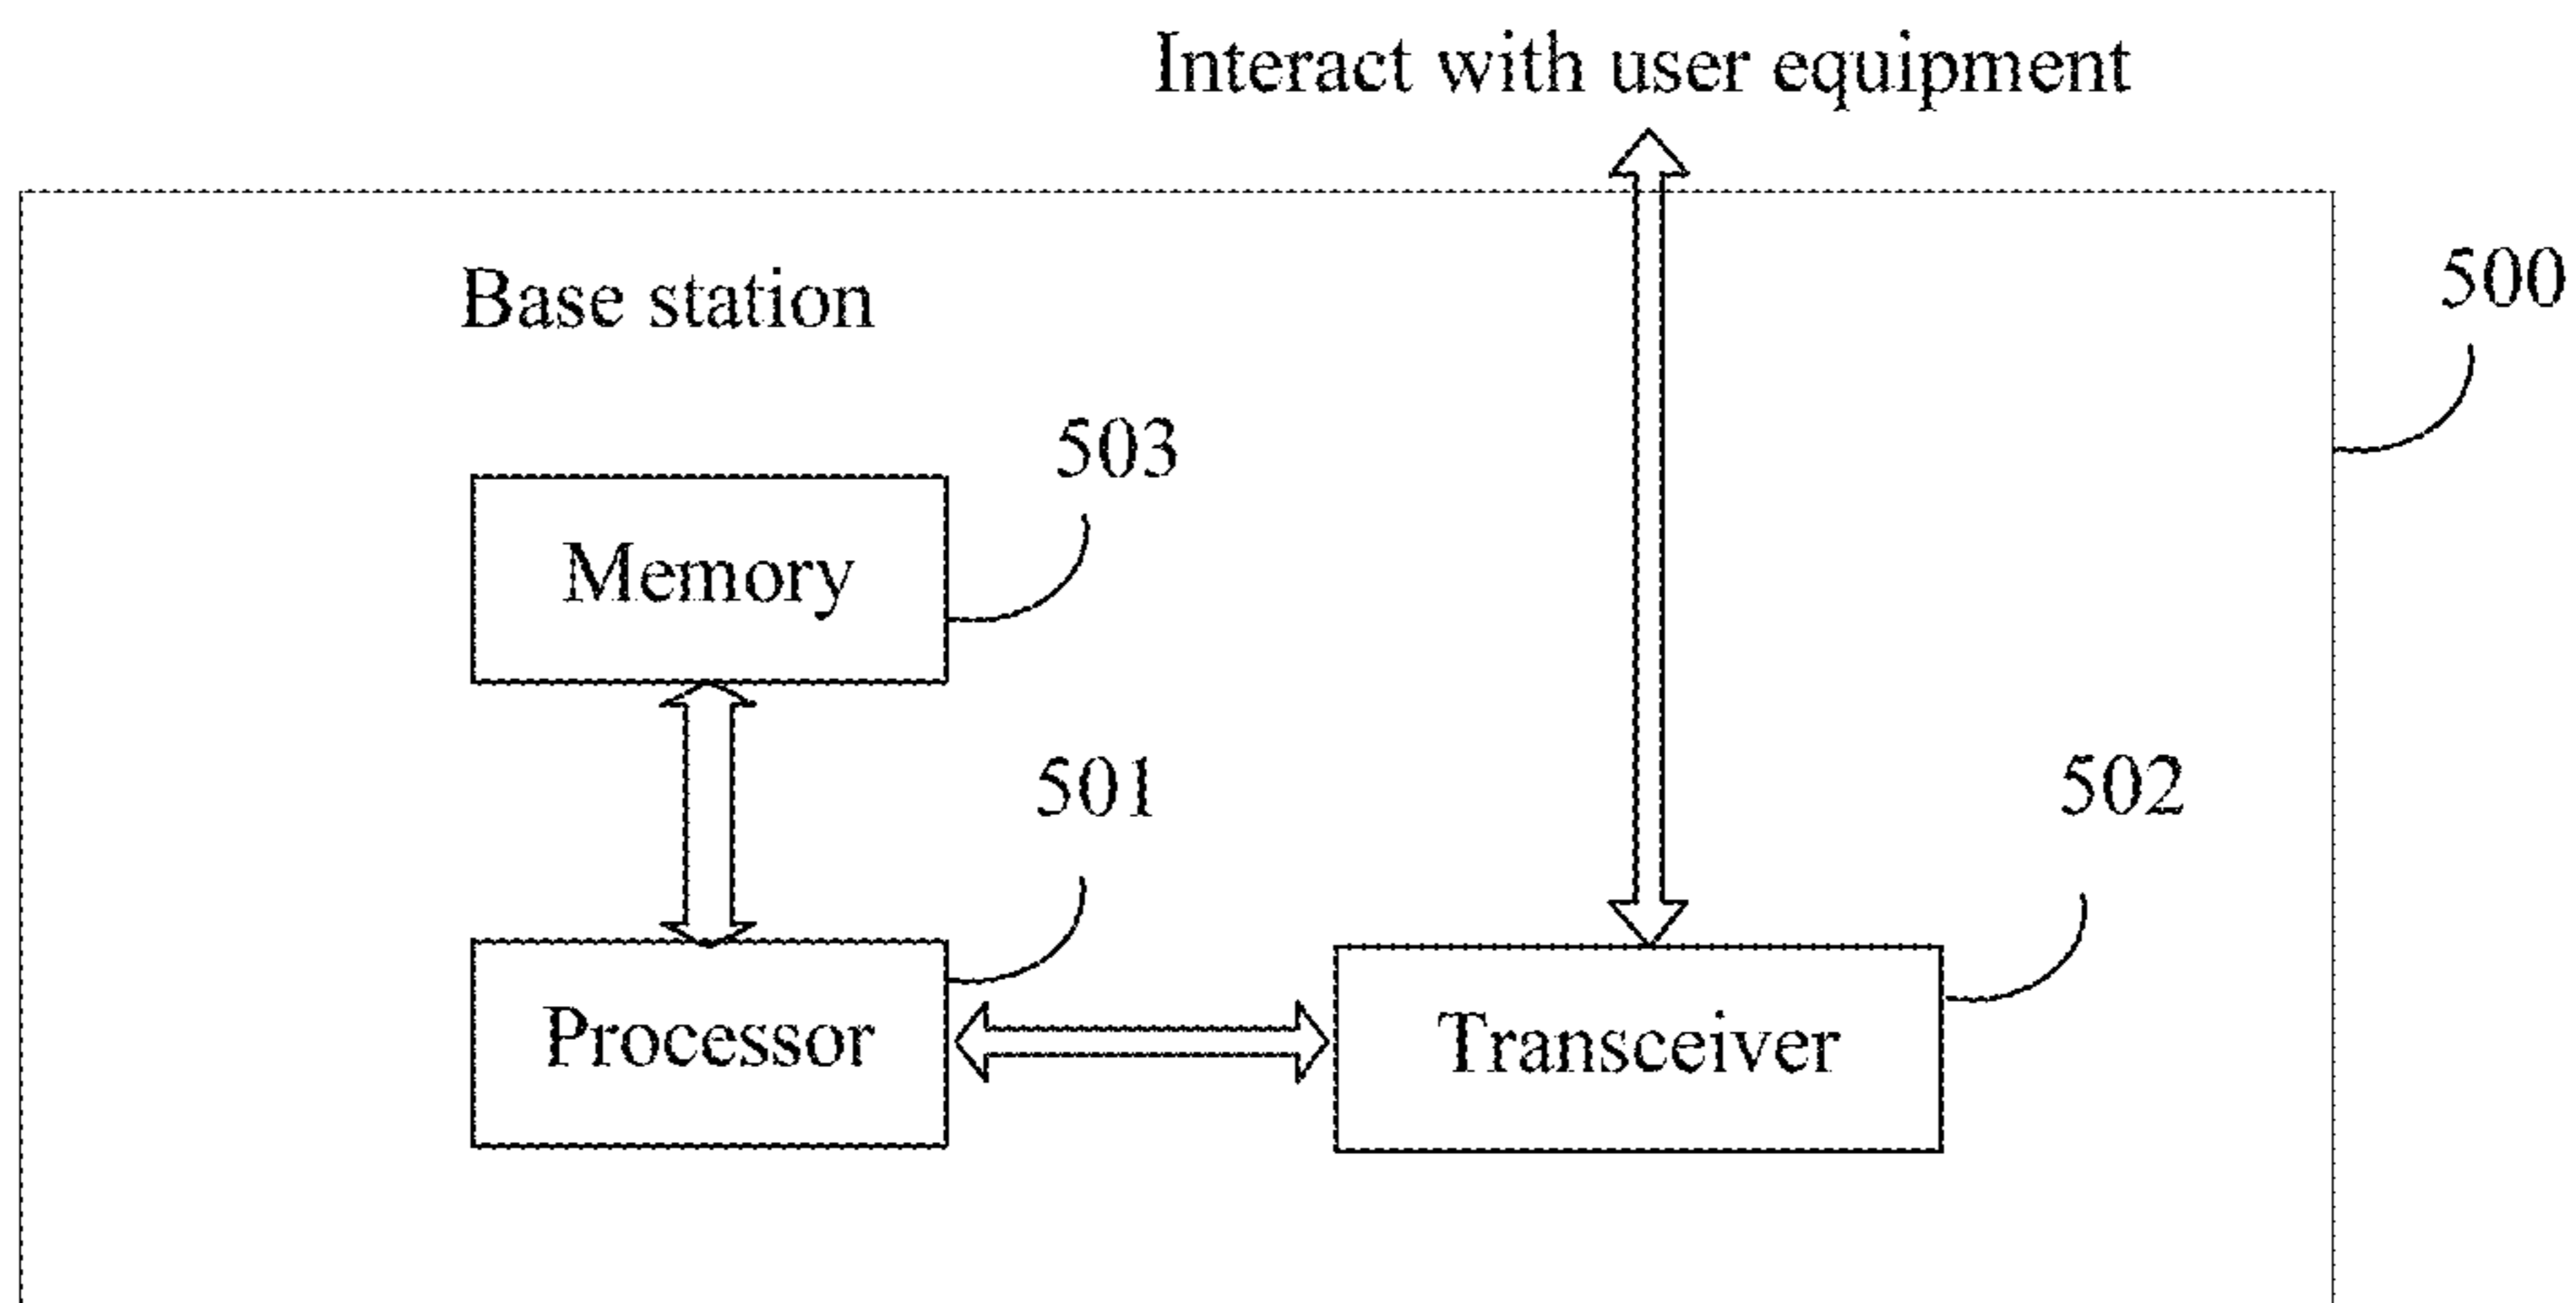 Interact with user equipment
Base station
500
503
Memory
501
502
Processor
Transceiver